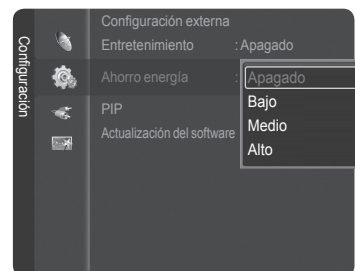 Configuración
Configuración externa
Entretenimiento : Apagado
Ahorro energía : Apagado
Bajo
Medio
Alto
PIP
Actualización del software